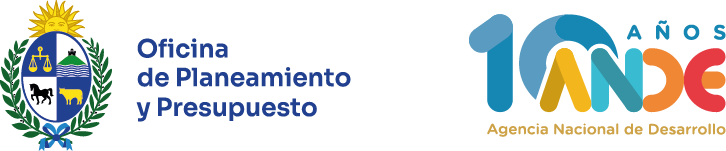 Oficina
de Planeamiento
y Presupuesto
10 AÑOS
ANDE
Agencia Nacional de Desarrollo